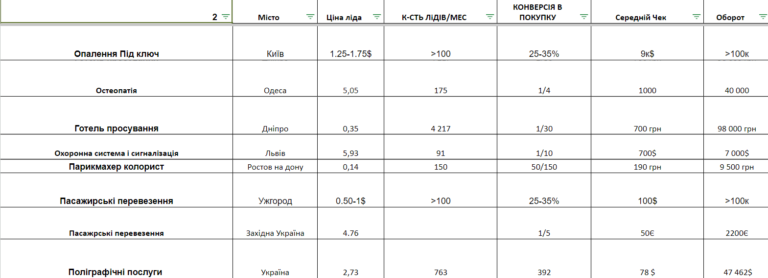 2 Місто Ціна ліда К-СТЬ ЛІДІВ/МЕС КОНВЕРСІЯ В ПОКУПКУ Середній Чек Оборот
Опалення Під ключ Київ 1.25-1.75$ >100 25-35% 9к$ >100к
Остеопатія Одеса 5,05 175 1/4 1000 40 000
Готель просування Дніпро 0,35 4 217 1/30 700 грн 98 000 грн
Охоронна система і сигналізація Львів 5,93 91 1/10 700$ 7 000$
Парикмахер колорист Ростов на дону 0,14 150 50/150 190 грн 9 500 грн
Пасажирські перевезення Ужгород 0.50-1$ >100 25-35% 100$ >100к
Пасажрські перевезення Західна Україна 4.76 1/5 50€ 2200€
Поліграфічні послуги Україна 2,73 763 392 78 $ 47 462$